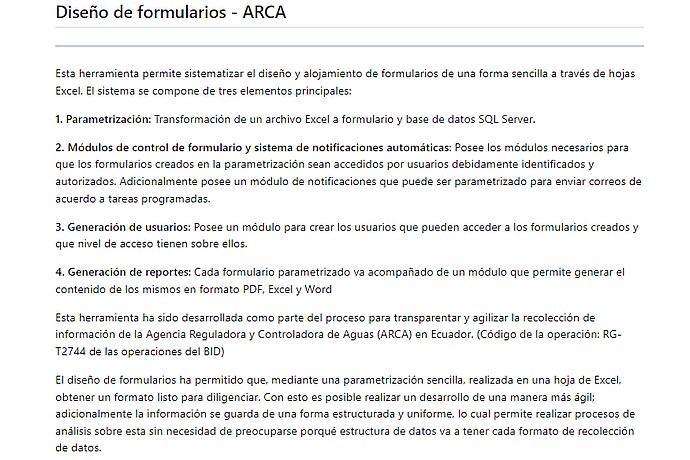 Diseño de formularios - ARCA
Esta herramienta permite sistematizar el diseño y alojamiento de formularios de una forma sencilla a través de hojas
Excel. El sistema se compone de tres elementos principales:
1. Parametrización: Transformación de un archivo Excel a formulario y base de datos SQL Server.
2. Módulos de control de formulario y sistema de notificaciones automáticas: Posee los módulos necesarios para
que los formularios creados en la parametrización sean accedidos por usuarios debidamente identificados y
autorizados. Adicionalmente posee un módulo de notificaciones que puede ser parametrizado para enviar correos de
acuerdo a tareas programadas.
3. Generación de usuarios: Posee un módulo para crear los usuarios que pueden acceder a los formularios creados y
que nivel de acceso tienen sobre ellos.
4. Generación de reportes: Cada formulario parametrizado va acompañado de un módulo que permite generar el
contenido de los mismos en formato PDF, Excel y Word
Esta herramienta ha sido desarrollada como parte del proceso para transparentar y agilizar la recolección de
información de la Agencia Reguladora y Controladora de Aguas (ARCA) en Ecuador. (Código de la operación: RG-
T2744 de las operaciones del BID)
El diseño de formularios ha permitido que, mediante una parametrización sencilla, realizada en una hoja de Excel,
obtener un formato listo para diligenciar. Con esto es posible realizar un desarrollo de una manera más ágil;
adicionalmente la información se guarda de una forma estructurada y uniforme, lo cual permite realizar procesos de
análisis sobre esta sin necesidad de preocuparse porqué estructura de datos va a tener cada formato de recolección
de datos.